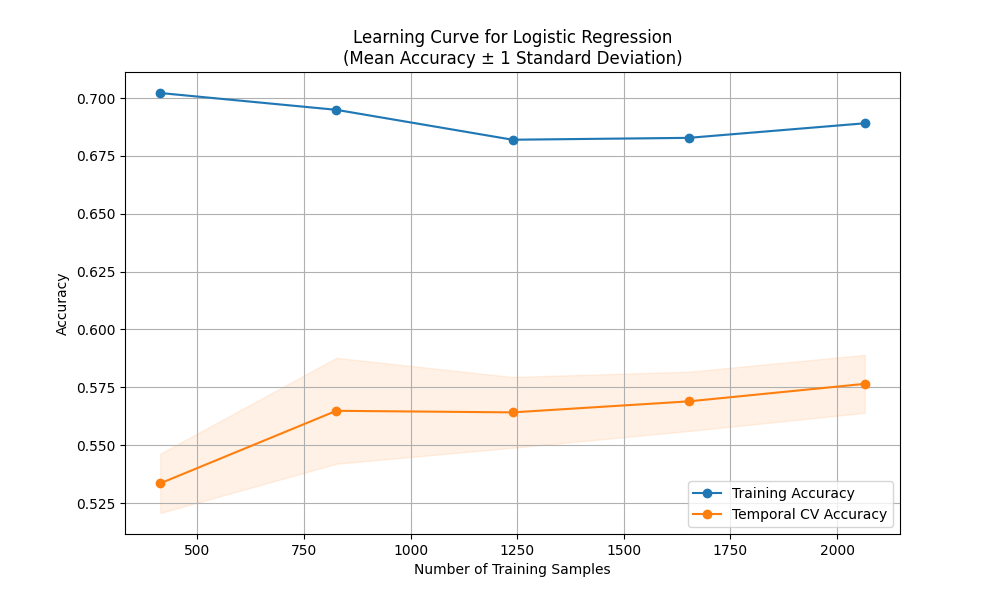 Learning Curve for Logistic Regression
(Mean Accuracy ± 1 Standard Deviation)
0.700
0.675
0.650
0.625
0.600
0.575
0.550
0.525
Accuracy
Training Accuracy
Temporal CV Accuracy
500
750
1000
1250
1500
1750
2000
Number of Training Samples